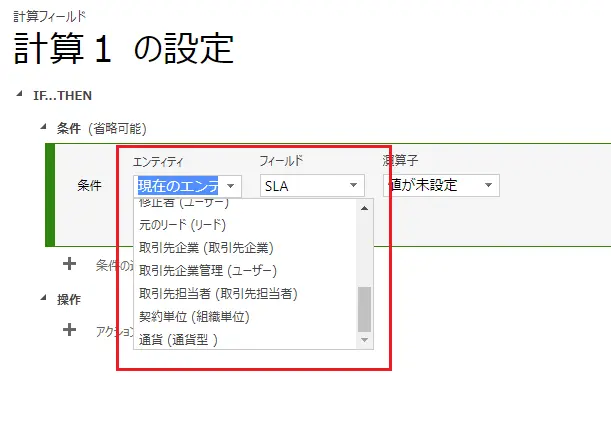 計算フィールド
計算 1 の設定
IF...THEN
条件 (省略可能)
エンティティ フィールド 演算子
条件 現在のエンテ SLA 値が未設定
修正者 (ユーザー)
元のリード (リード)
取引先企業 (取引先企業)
取引先企業管理 (ユーザー)
条件の
取引先担当者 (取引先担当者)
操作
契約単位 (組織単位)
アクション
通貨 (通貨型 )